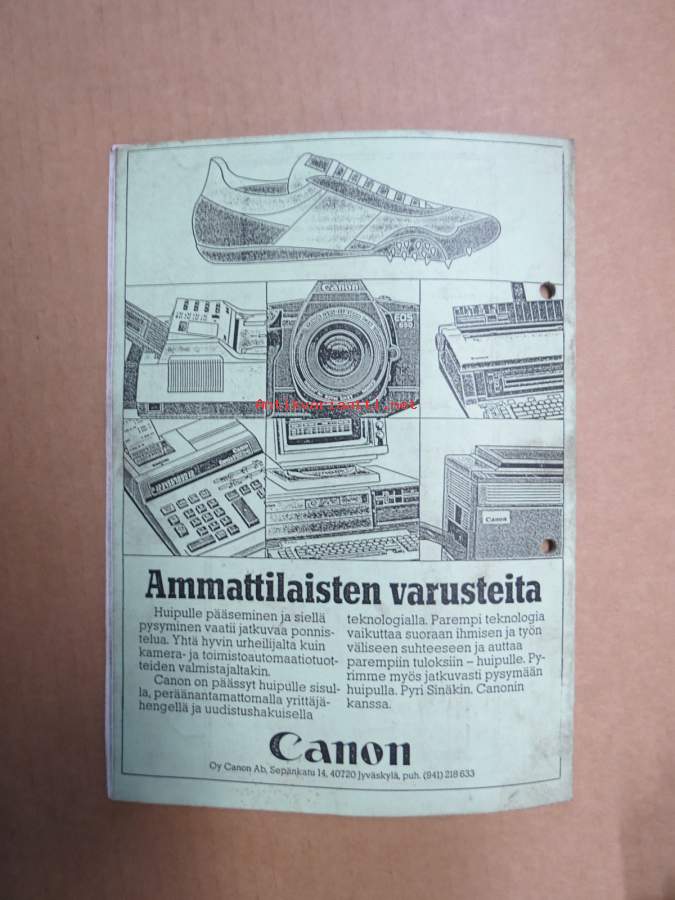 Canon
EOS
650
Antikvariaatti.net
Canon
Ammattilaisten varusteita
Huipulle pääseminen ja siellä
pysyminen vaatii jatkuvaa ponnis-
telua. Yhtä hyvin urheilijalta kuin
kamera- ja toimistoautomaatiotuot-
teiden valmistajaltakin.
Canon on päässyt huipulle sisul-
la, peräänantamattomalla yrittäjä-
hengellä ja uudistushakuisella
teknologialla. Parempi teknologia
vaikuttaa suoraan ihmisen ja työn
väliseen suhteeseen ja auttaa
parempiin tuloksiin – huipulle. Py-
rimme myös jatkuvasti pysymään
huipulla. Pyri Sinäkin. Canonin
kanssa.
Canon
Oy Canon Ab, Sepänkatu 14, 40720 Jyväskylä, puh. (941) 218 633